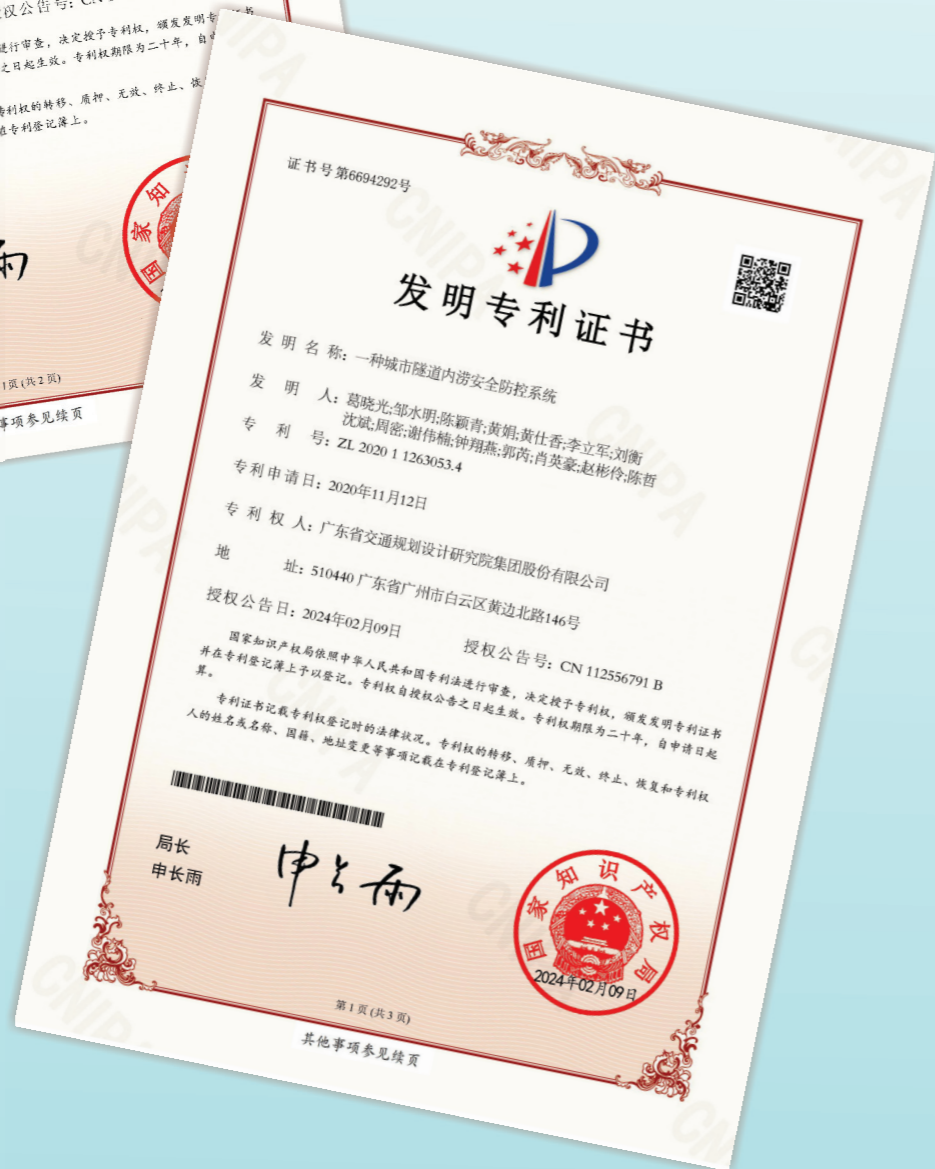 权公告号：CN
进行审查，决定授予专利权，颁发发明专
之日起生效。专利权期限为二十年，自
专利权的转移、质押、无效、终止、恢
在专利登记簿上。
国家知
1页(共2页)
事项参见续页
证书号第6694292号
发明专利证书
发明名称：一种城市隧道内涝安全防控系统
发明人：葛晓光;邹水明;陈颖青;黄娟;黄仕香;李立军;刘衡
沈斌;周密;谢伟楠;钟翔燕;郭芮;肖英豪;赵彬伶;陈哲
专利号：ZL 2020 1 1263053.4
专利申请日：2020年11月12日
专利权人：广东省交通规划设计研究院集团股份有限公司
地址：510440 广东省广州市白云区黄边北路146号
授权公告日：2024年02月09日 授权公告号：CN 112556791 B
国家知识产权局依照中华人民共和国专利法进行审查，决定授予专利权，颁发发明专利证书
并在专利登记簿上予以登记。专利权自授权公告之日起生效。专利权期限为二十年，自申请日起
算。
专利证书记载专利权登记时的法律状况。专利权的转移、质押、无效、终止、恢复和专利权
人的姓名或名称、国籍、地址变更等事项记载在专利登记簿上。
局长
申长雨
申长雨
国家知识产权局
2024年02月09日
第1页(共3页)
其他事项参见续页
CNIPA